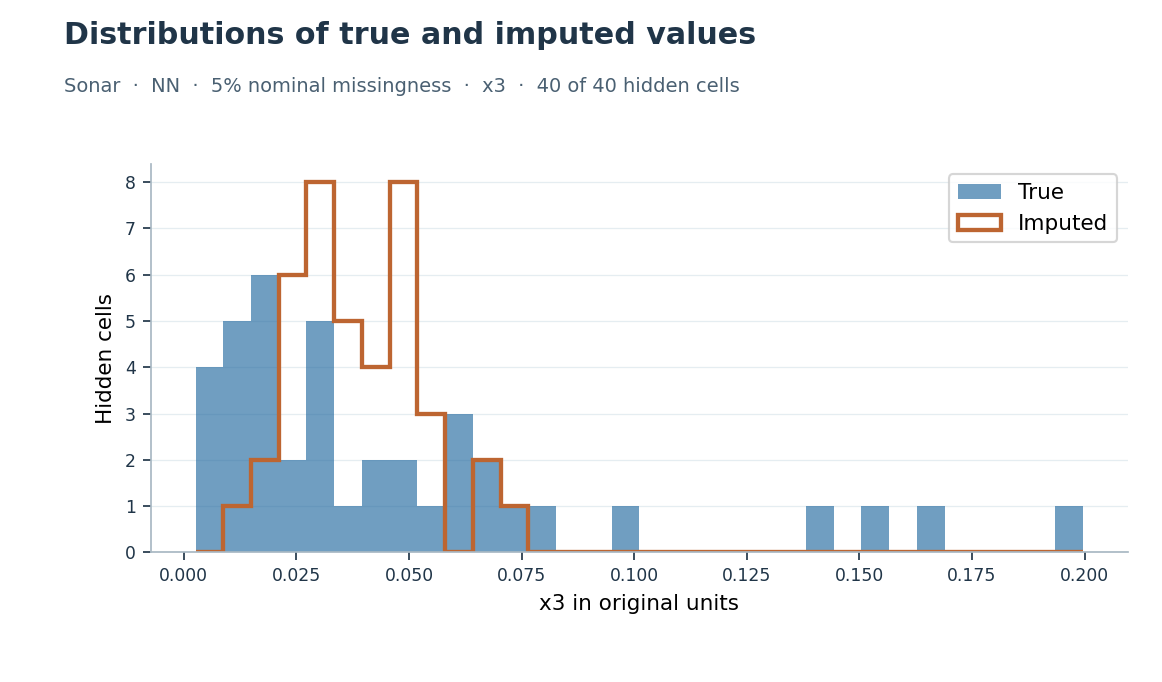 Distributions of true and imputed values
Sonar · NN · 5% nominal missingness · x3 · 40 of 40 hidden cells
True
Imputed
8
7
6
5
4
3
2
1
0
Hidden cells
0.000 0.025 0.050 0.075 0.100 0.125 0.150 0.175 0.200
x3 in original units